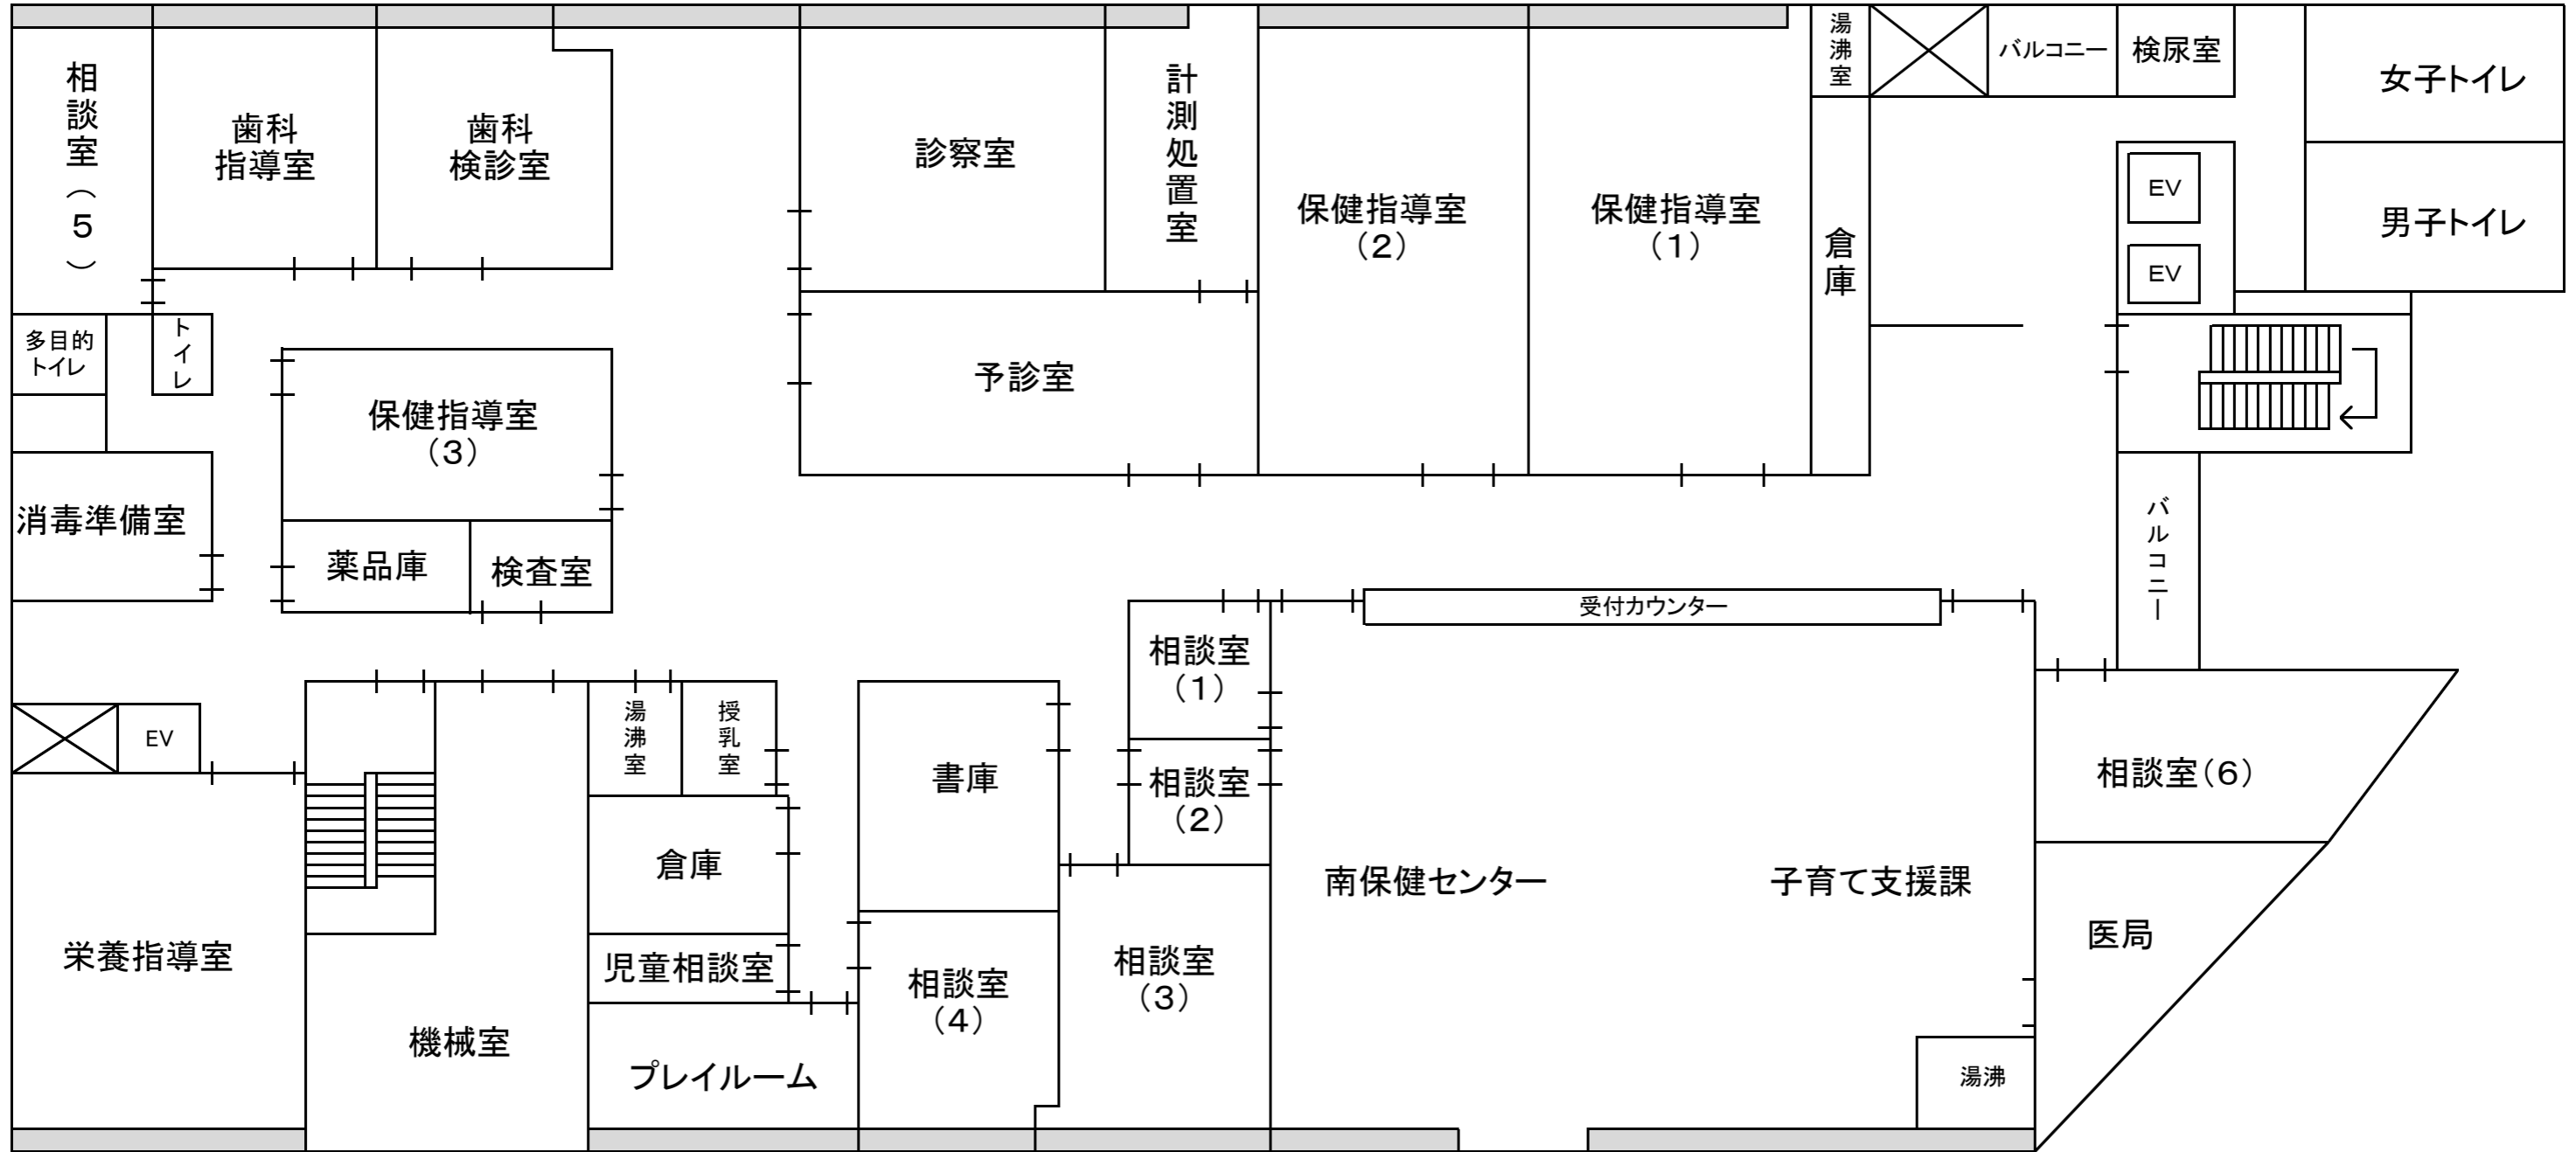 相談室（５）
歯科
指導室
歯科
検診室
診察室
計測処置室
保健指導室
（２）
保健指導室
（１）
湯沸室
倉庫
バルコニー
検尿室
女子トイレ
男子トイレ
EV
EV
多目的
トイレ
トイレ
保健指導室
（３）
予診室
消毒準備室
薬品庫
検査室
バルコニー
受付カウンター
相談室
（１）
相談室
（２）
EV
湯沸室
授乳室
書庫
倉庫
相談室（６）
南保健センター
子育て支援課
栄養指導室
児童相談室
相談室
（４）
相談室
（３）
医局
機械室
プレイルーム
湯沸